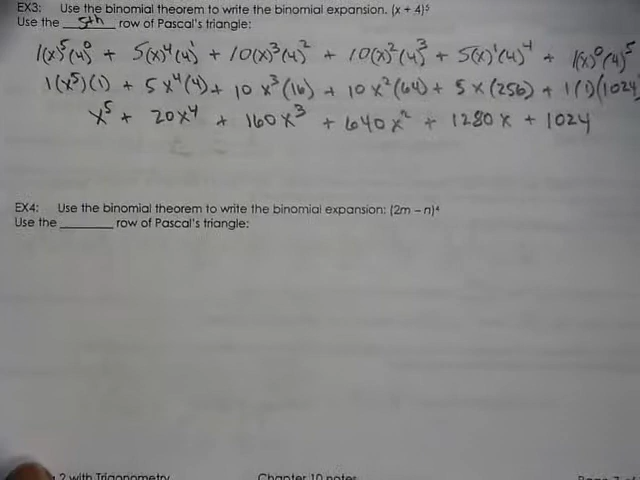 EX3: Use the binomial theorem to write the binomial expansion. (x + 4)⁵
Use the 5th row of Pascal's triangle:
1(x)⁵(4)⁰ + 5(x)⁴(4)¹ + 10(x)³(4)² + 10(x)²(4)³ + 5(x)¹(4)⁴ + 1(x)⁰(4)⁵
1(x⁵)(1) + 5x⁴(4) + 10x³(16) + 10x²(64) + 5x(256) + 1(1)(1024
x⁵ + 20x⁴ + 160x³ + 640x² + 1280x + 1024
EX4: Use the binomial theorem to write the binomial expansion: (2m – n)⁴
Use the ________ row of Pascal's triangle:
2 with Trigonometry Chapter 10 notes Page 7 of